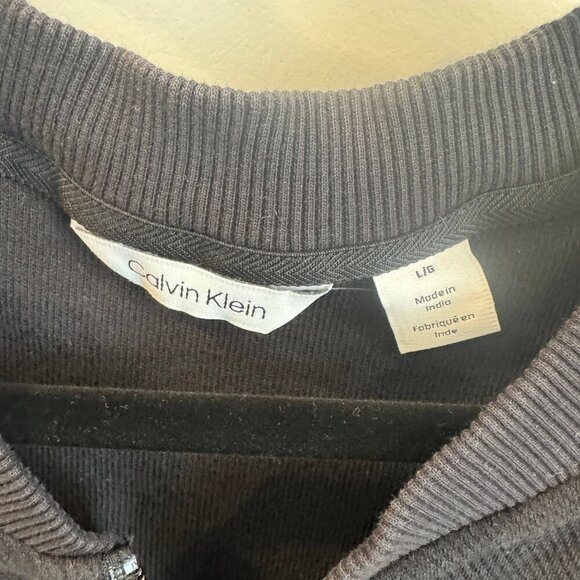 Calvin Klein
L/G
Made in
India
Fabriqué en
Inde